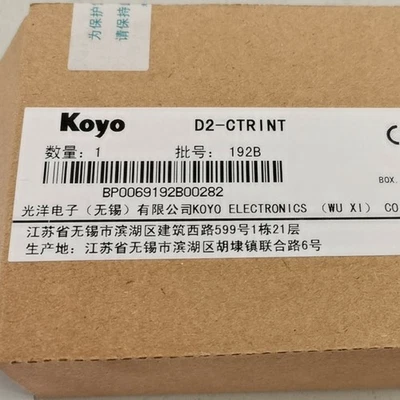 为保护
请保持
Koyo D2-CTRINT
数量: 1 批号: 192B
BP0069192B00282
BOX.
光洋电子(无锡)有限公司KOYO ELECTRONICS (WU XI) CO
江苏省无锡市滨湖区建筑西路599号1栋21层
生产地: 江苏省无锡市滨湖区胡埭镇联合路6号